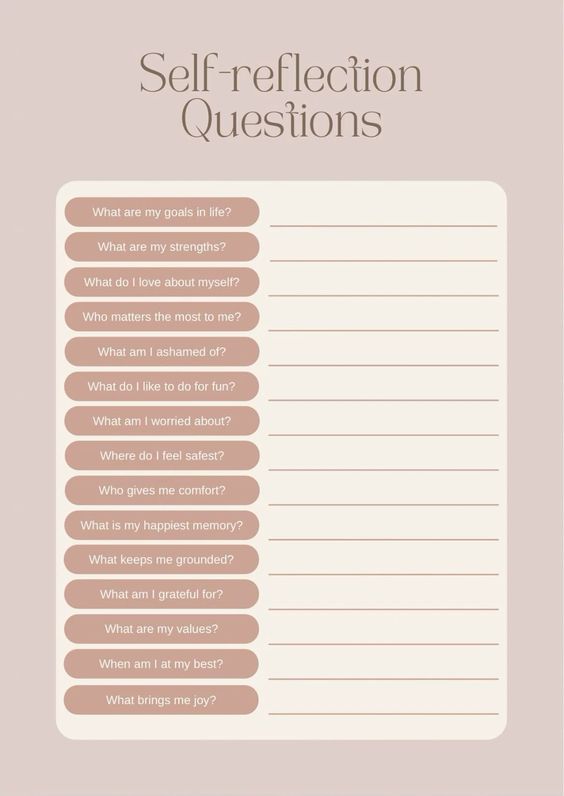 Self-reflection
Questions
What are my goals in life?
What are my strengths?
What do I love about myself?
Who matters the most to me?
What am I ashamed of?
What do I like to do for fun?
What am I worried about?
Where do I feel safest?
Who gives me comfort?
What is my happiest memory?
What keeps me grounded?
What am I grateful for?
What are my values?
When am I at my best?
What brings me joy?